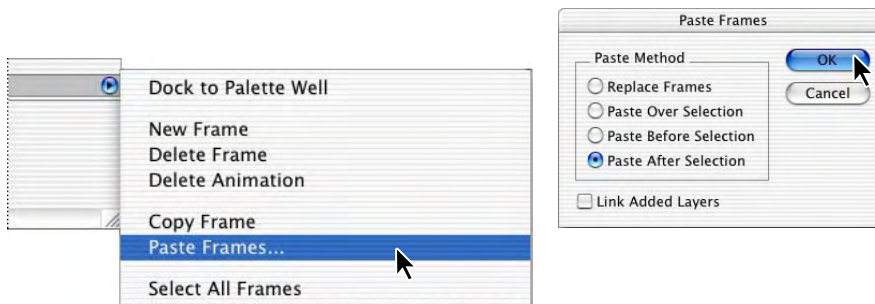 Dock to Palette Well
New Frame
Delete Frame
Delete Animation
Copy Frame
Paste Frames...
Select All Frames
Paste Frames
Paste Method
Replace Frames
Paste Over Selection
Paste Before Selection
Paste After Selection
Link Added Layers
OK
Cancel